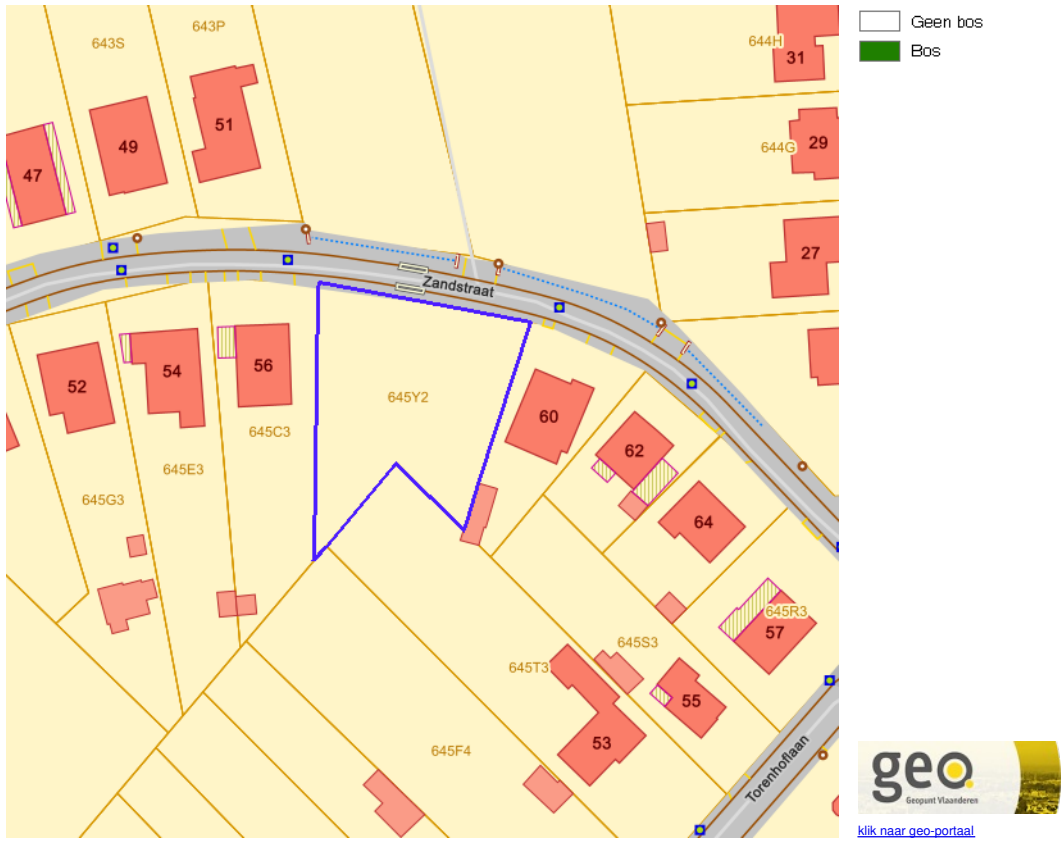 643S
643P
644H
31
Geen bos
Bos
51
49
47
29
644G
27
Zandstraat
56
54
52
645Y2
60
645C3
62
645E3
645G3
64
645R3
57
645S3
645T3
55
53
645F4
Torenhoflaan
geo
Geopunt Vlaanderen
klik naar geo-portaal